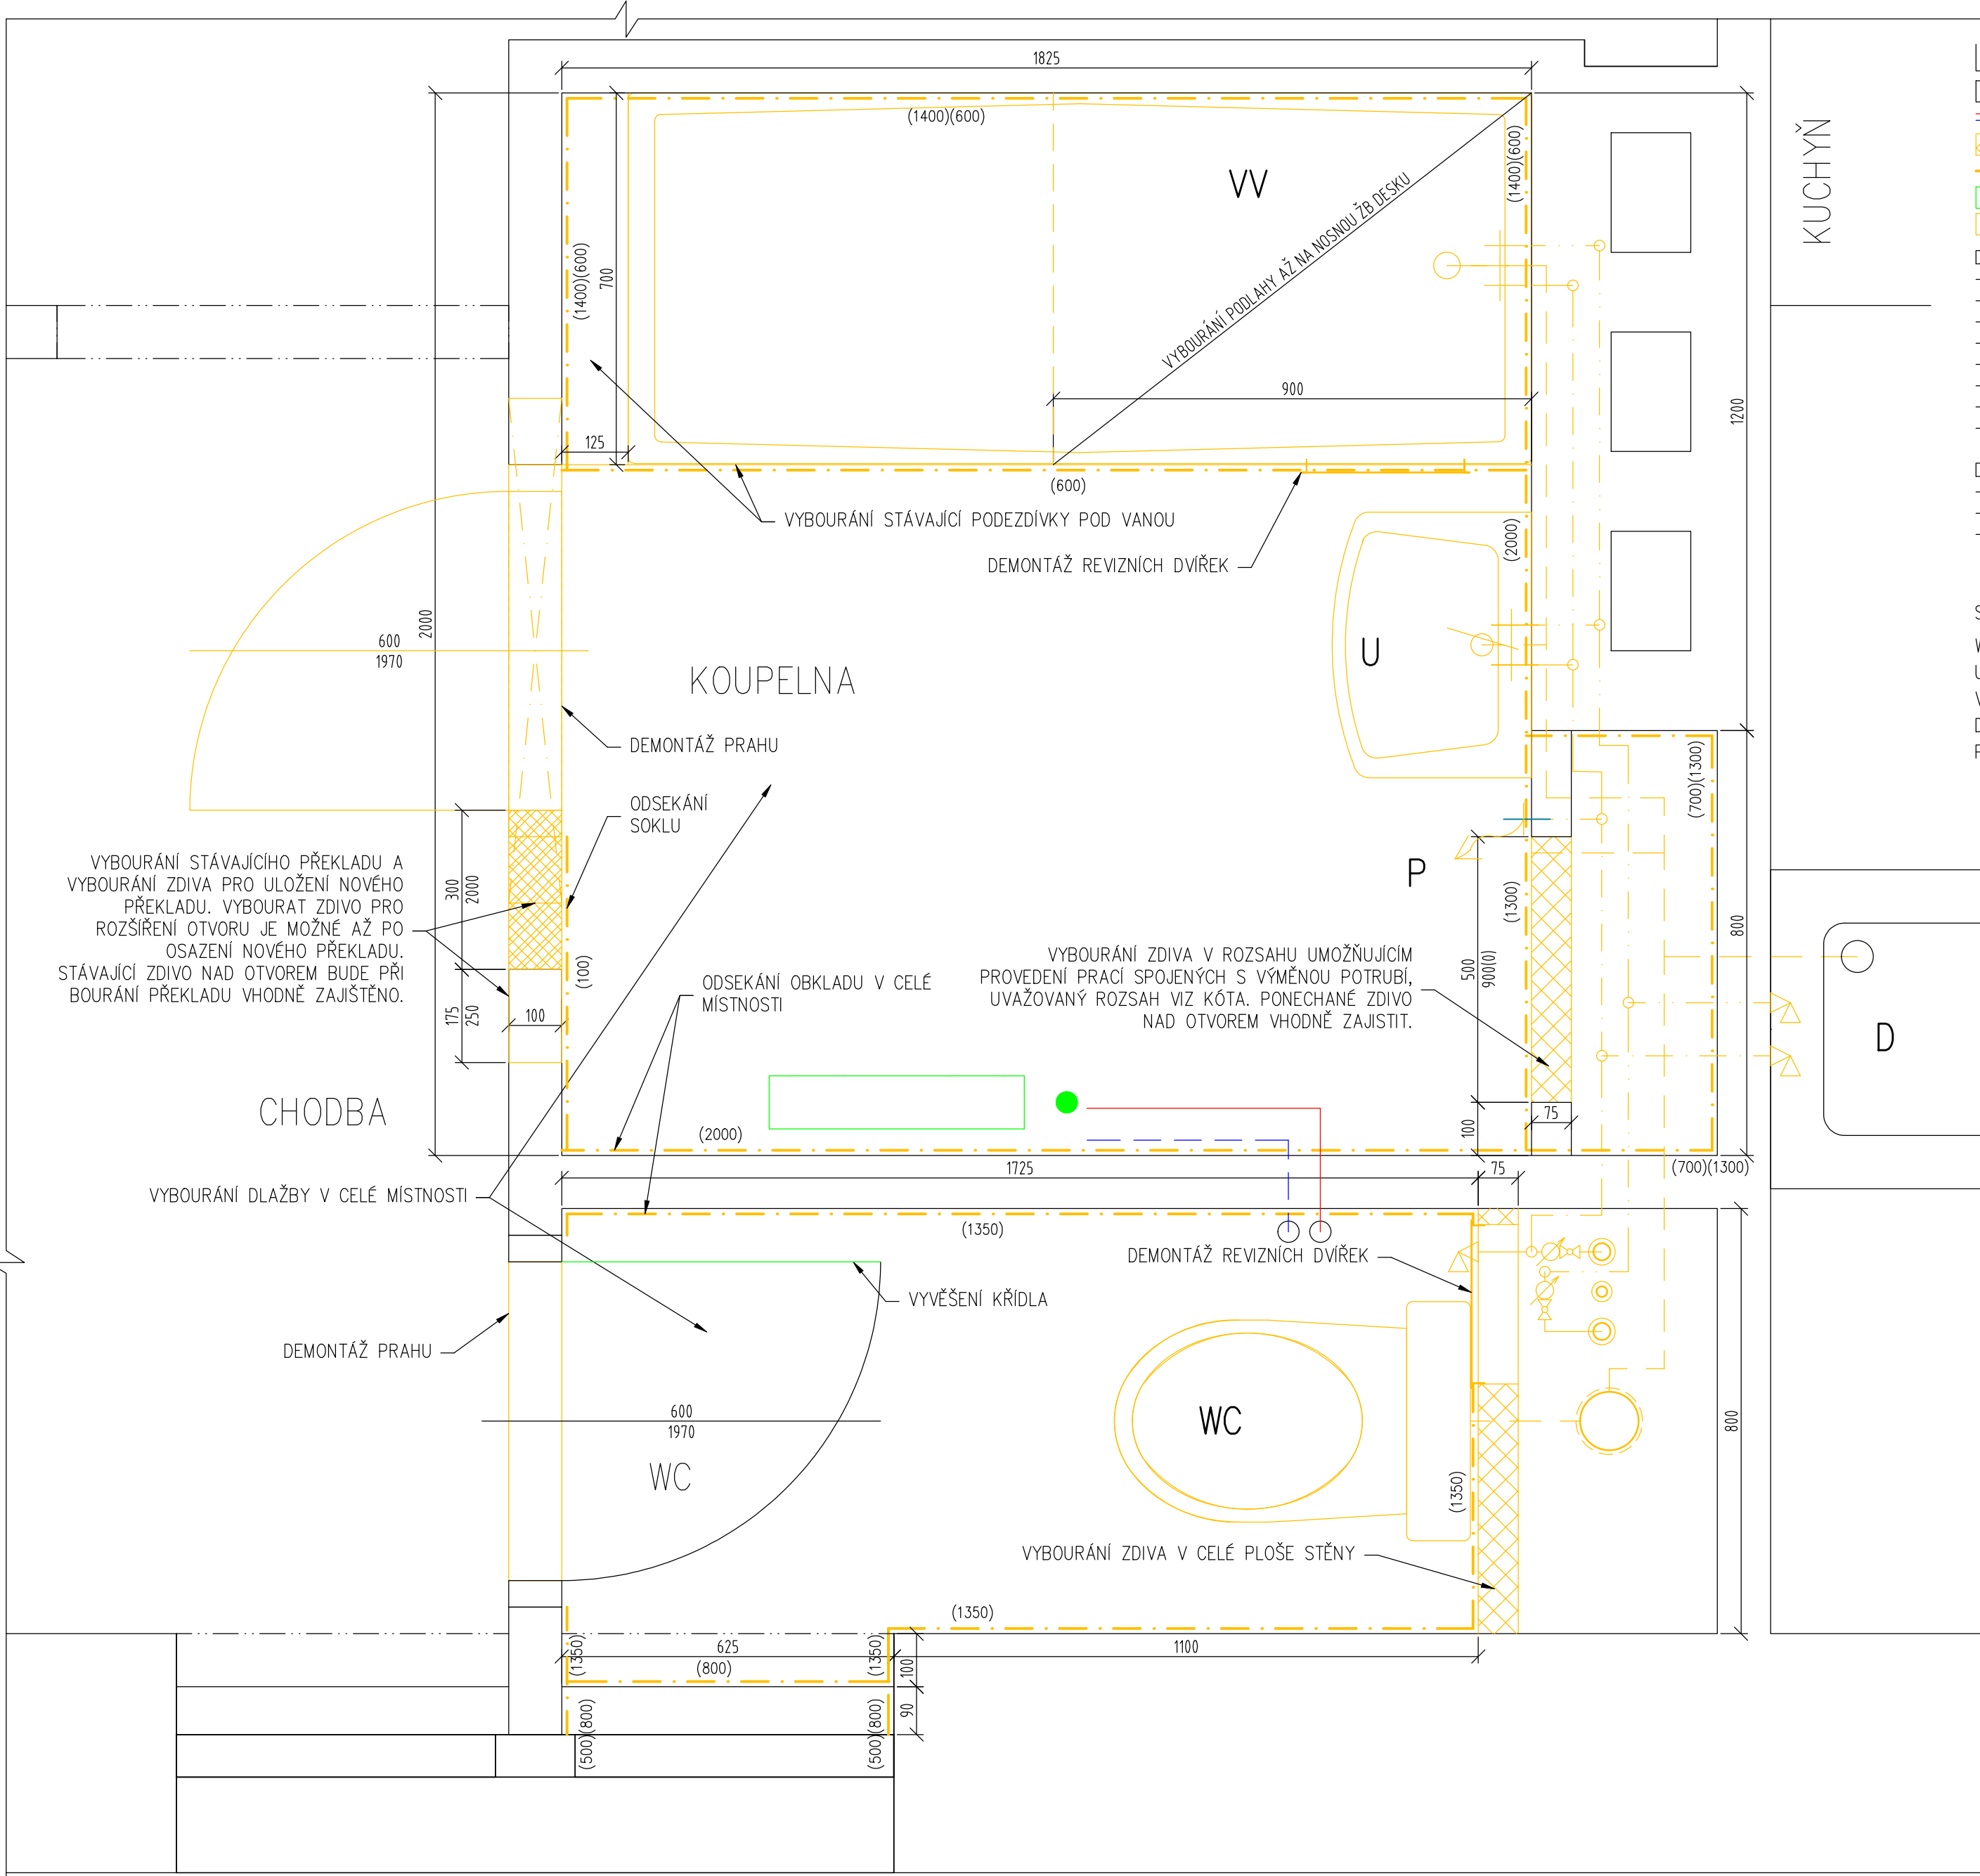 1825
(1400)(600)
VV
(1400)(600)
KUCHYŇ
(1400)(600)
700
VYBOURÁNÍ PODLAHY AŽ NA NOSNOU ŽB DESKU
900
1200
125
(600)
VYBOURÁNÍ STÁVAJÍCÍ PODEZDÍVKY POD VANOU
(2000)
DEMONTÁŽ REVIZNÍCH DVÍŘEK
2000
600
1970
U
KOUPELNA
DEMONTÁŽ PRAHU
(700)(1300)
ODSEKÁNÍ
SOKLU
VYBOURÁNÍ STÁVAJÍCÍHO PŘEKLADU A
VYBOURÁNÍ ZDIVA PRO ULOŽENÍ NOVÉHO
PŘEKLADU. VYBOURAT ZDIVO PRO
ROZŠÍŘENÍ OTVORU JE MOŽNÉ AŽ PO
OSAZENÍ NOVÉHO PŘEKLADU.
STÁVAJÍCÍ ZDIVO NAD OTVOREM BUDE PŘI
BOURÁNÍ PŘEKLADU VHODNĚ ZAJIŠTĚNO.
300
2000
P
(1300)
800
(100)
ODSEKÁNÍ OBKLADU V CELÉ
MÍSTNOSTI
VYBOURÁNÍ ZDIVA V ROZSAHU UMOŽŇUJÍCÍM
PROVEDENÍ PRACÍ SPOJENÝCH S VÝMĚNOU POTRUBÍ,
UVAŽOVANÝ ROZSAH VIZ KÓTA. PONECHANÉ ZDIVO
NAD OTVOREM VHODNĚ ZAJISTIT.
500
900(0)
175
250
100
D
CHODBA
(2000)
100
75
1725
75
(700)(1300)
VYBOURÁNÍ DLAŽBY V CELÉ MÍSTNOSTI
(1350)
DEMONTÁŽ REVIZNÍCH DVÍŘEK
VYVĚŠENÍ KŘÍDLA
DEMONTÁŽ PRAHU
600
1970
WC
800
WC
(1350)
VYBOURÁNÍ ZDIVA V CELÉ PLOŠE STĚNY
(1350)
(1350)
625
(800)
(1350)
100
1100
90
(500)(800)
(500)(800)